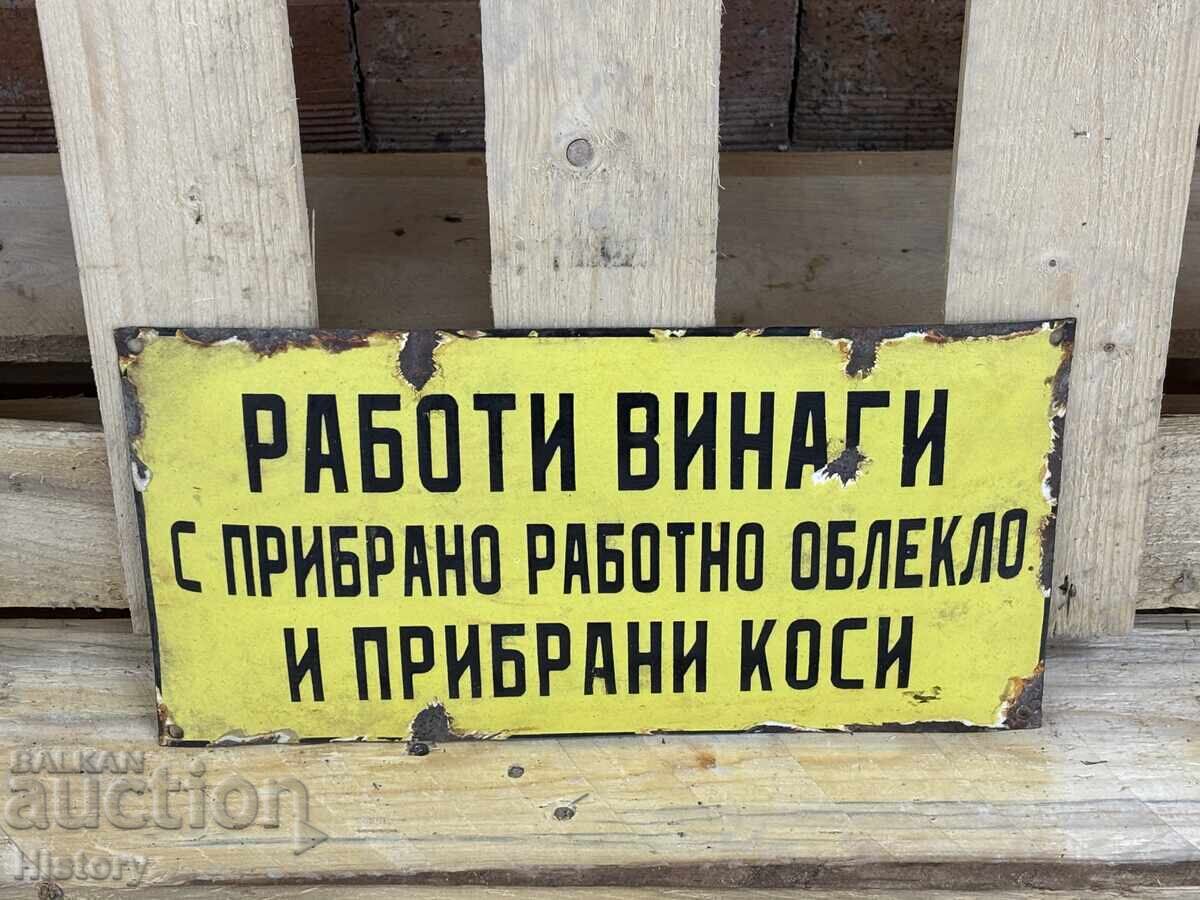 РАБОТИ ВИНАГИ
С ПРИБРАНО РАБОТНО ОБЛЕКЛО
И ПРИБРАНИ КОСИ
BALKAN
auction
History